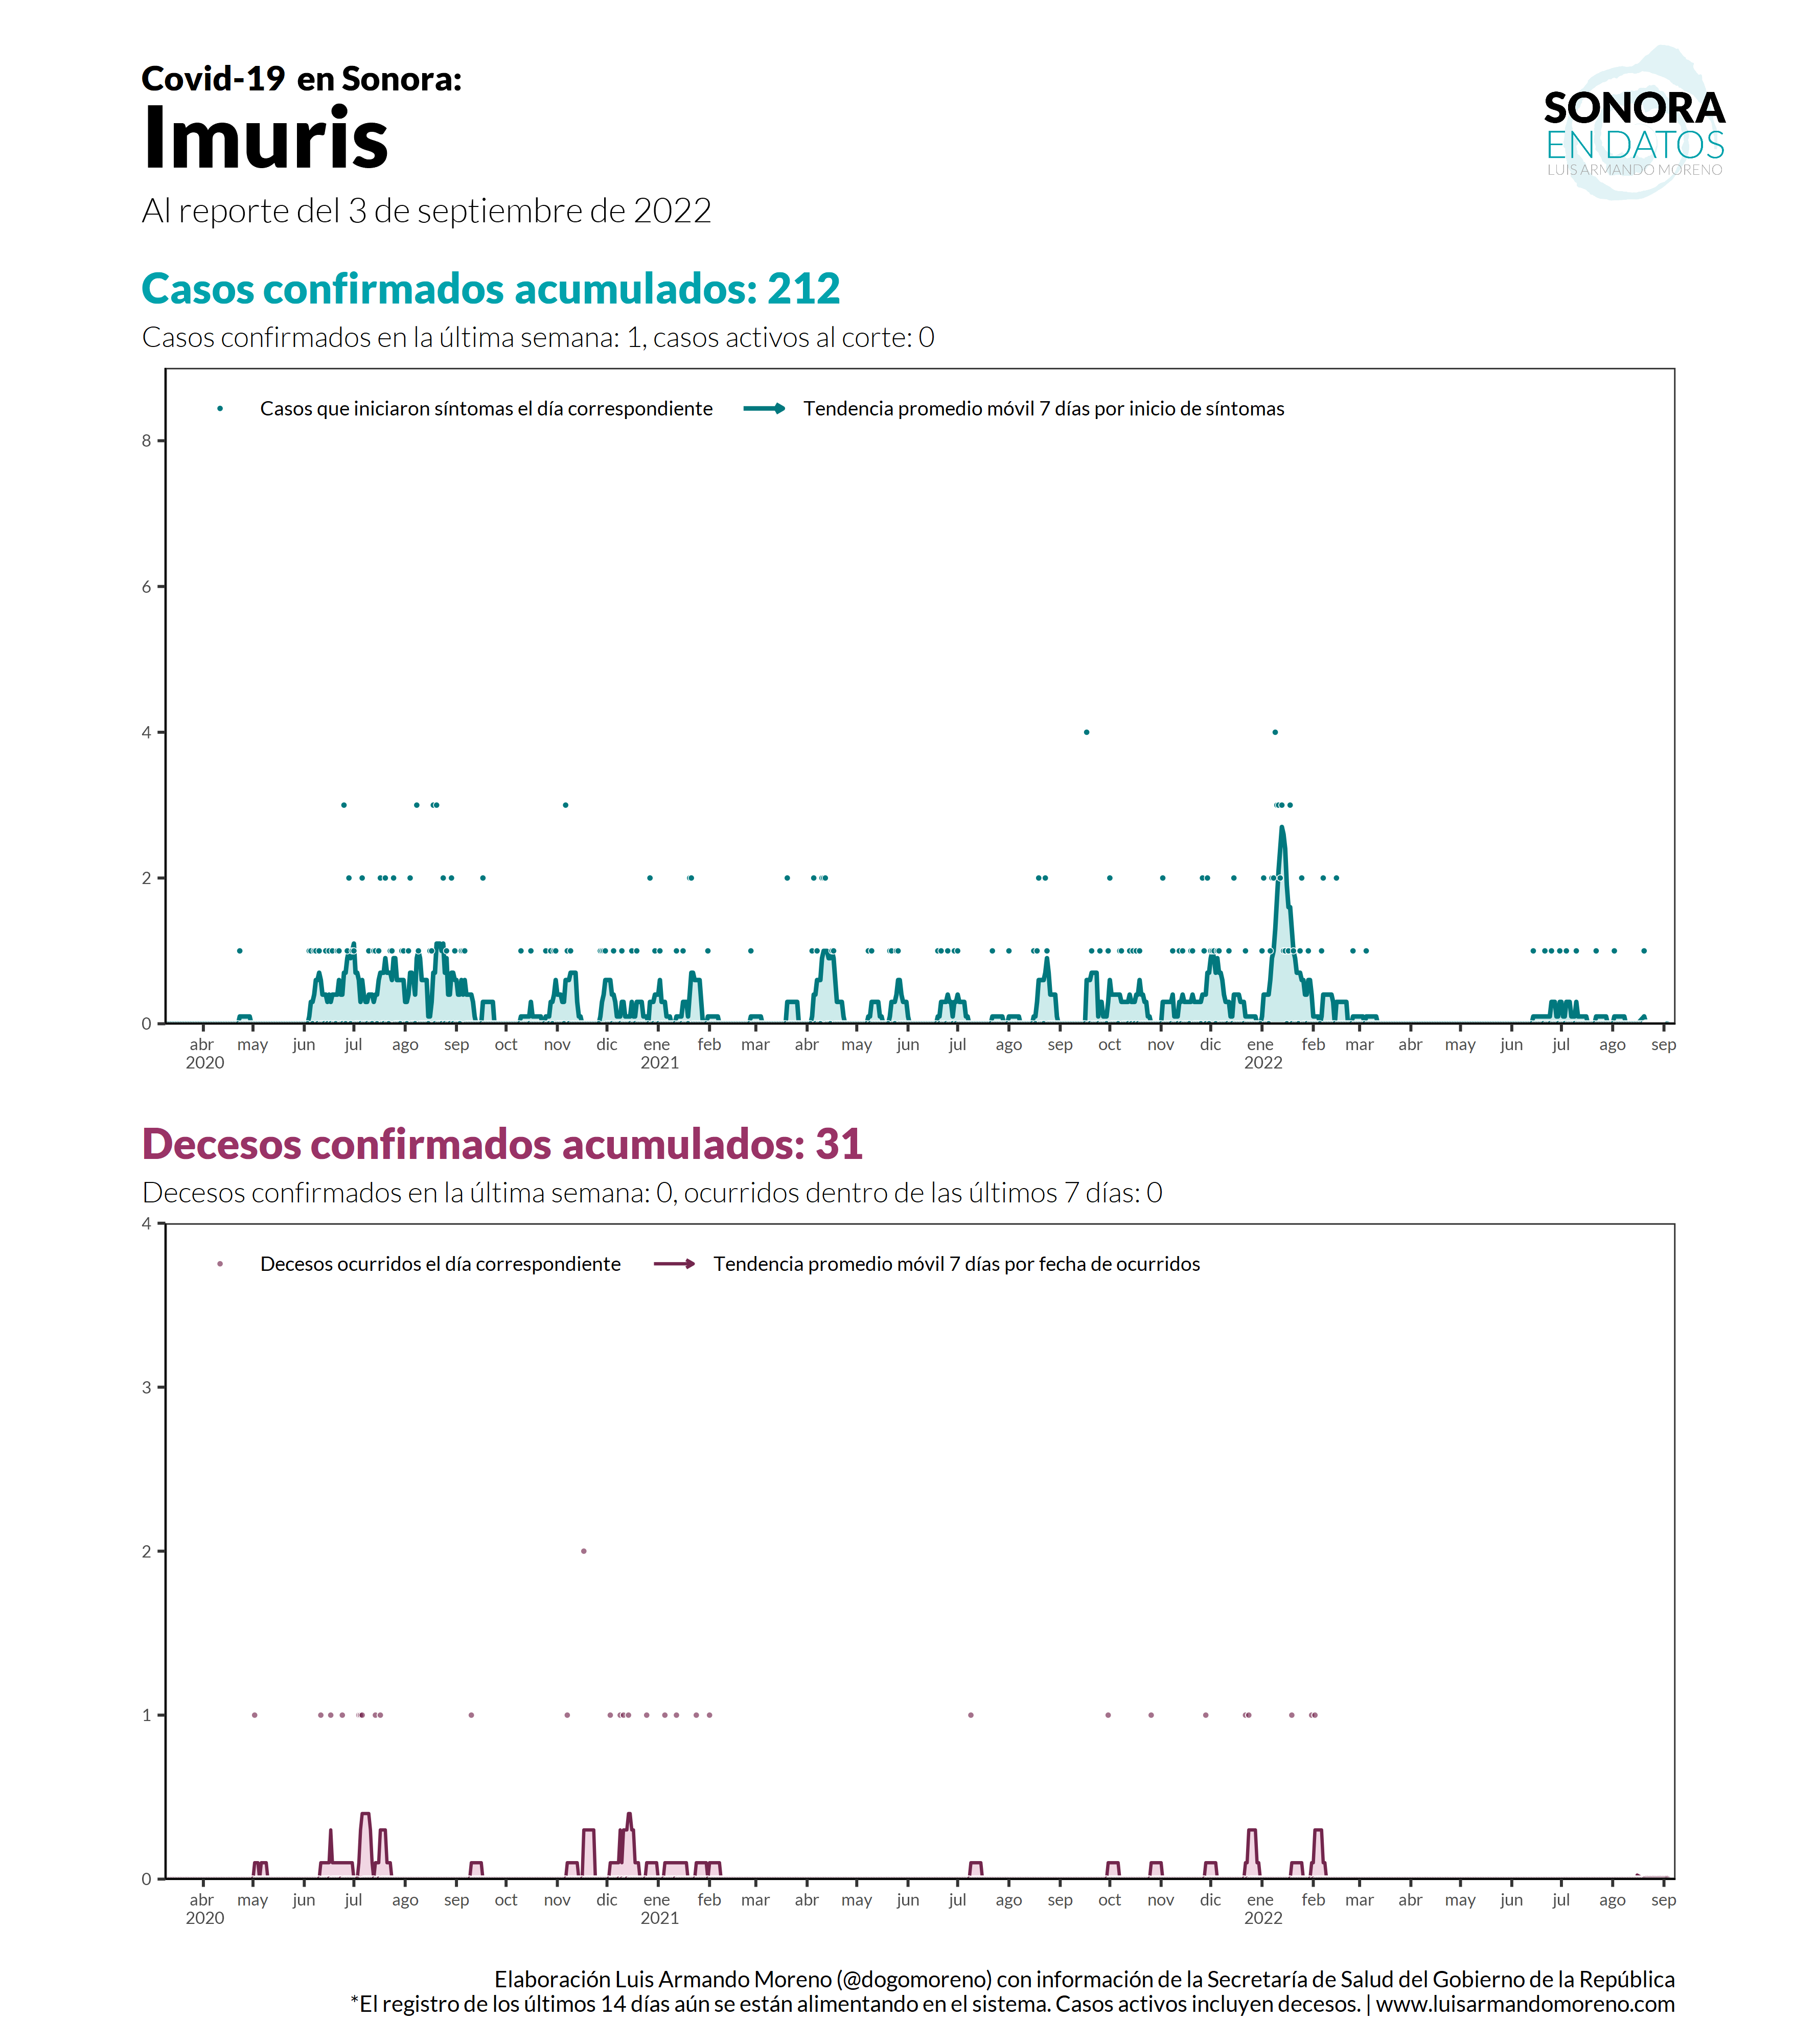 Covid-19 en Sonora:
Imuris
Al reporte del 3 de septiembre de 2022
SONORA
EN DATOS
LUIS ARMANDO MORENO
Casos confirmados acumulados: 212
Casos confirmados en la última semana: 1, casos activos al corte: 0
Casos que iniciaron síntomas el día correspondiente
Tendencia promedio móvil 7 días por inicio de síntomas
8
6
4
2
0
abr may jun jul ago sep oct nov dic ene feb mar abr may jun jul ago sep oct nov dic ene feb mar abr may jun jul ago sep
2020 2021 2022
Decesos confirmados acumulados: 31
Decesos confirmados en la última semana: 0, ocurridos dentro de las últimos 7 días: 0
4
Decesos ocurridos el día correspondiente
Tendencia promedio móvil 7 días por fecha de ocurridos
3
2
1
0
abr may jun jul ago sep oct nov dic ene feb mar abr may jun jul ago sep oct nov dic ene feb mar abr may jun jul ago sep
2020 2021 2022
Elaboración Luis Armando Moreno (@dogomoreno) con información de la Secretaría de Salud del Gobierno de la República
*El registro de los últimos 14 días aún se están alimentando en el sistema. Casos activos incluyen decesos. | www.luisarmandomoreno.com